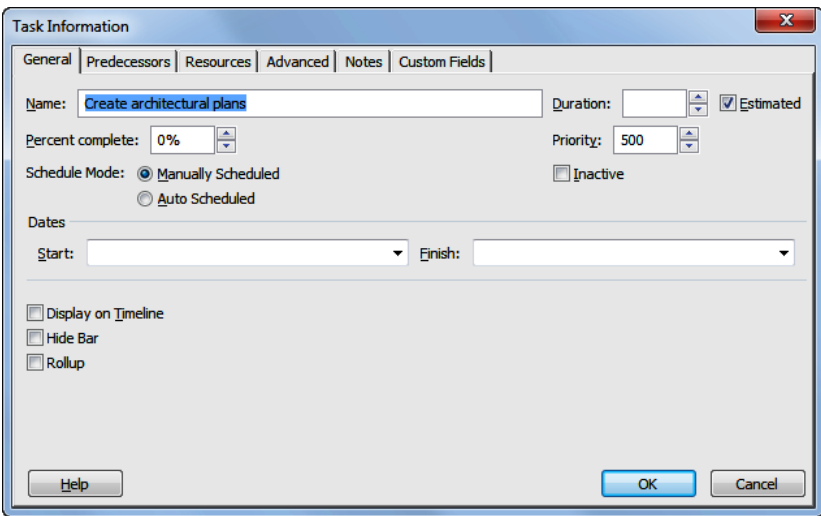 Task Information
General Predecessors Resources Advanced Notes Custom Fields
Name: Create architectural plans Duration: Estimated
Percent complete: 0% Priority: 500
Schedule Mode: Manually Scheduled Inactive
Auto Scheduled
Dates
Start: Finish:
Display on Timeline
Hide Bar
Rollup
Help OK Cancel